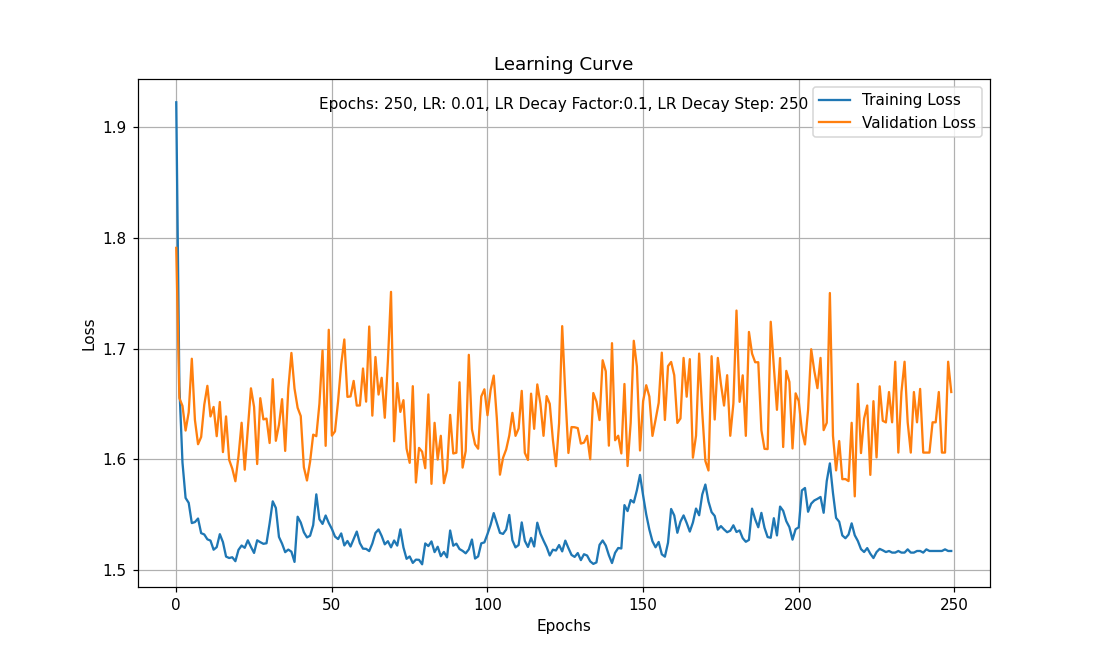 Learning Curve
Epochs: 250, LR: 0.01, LR Decay Factor:0.1, LR Decay Step: 250
Training Loss
Validation Loss
1.9
1.8
1.7
1.6
1.5
Loss
0
50
100
150
200
250
Epochs